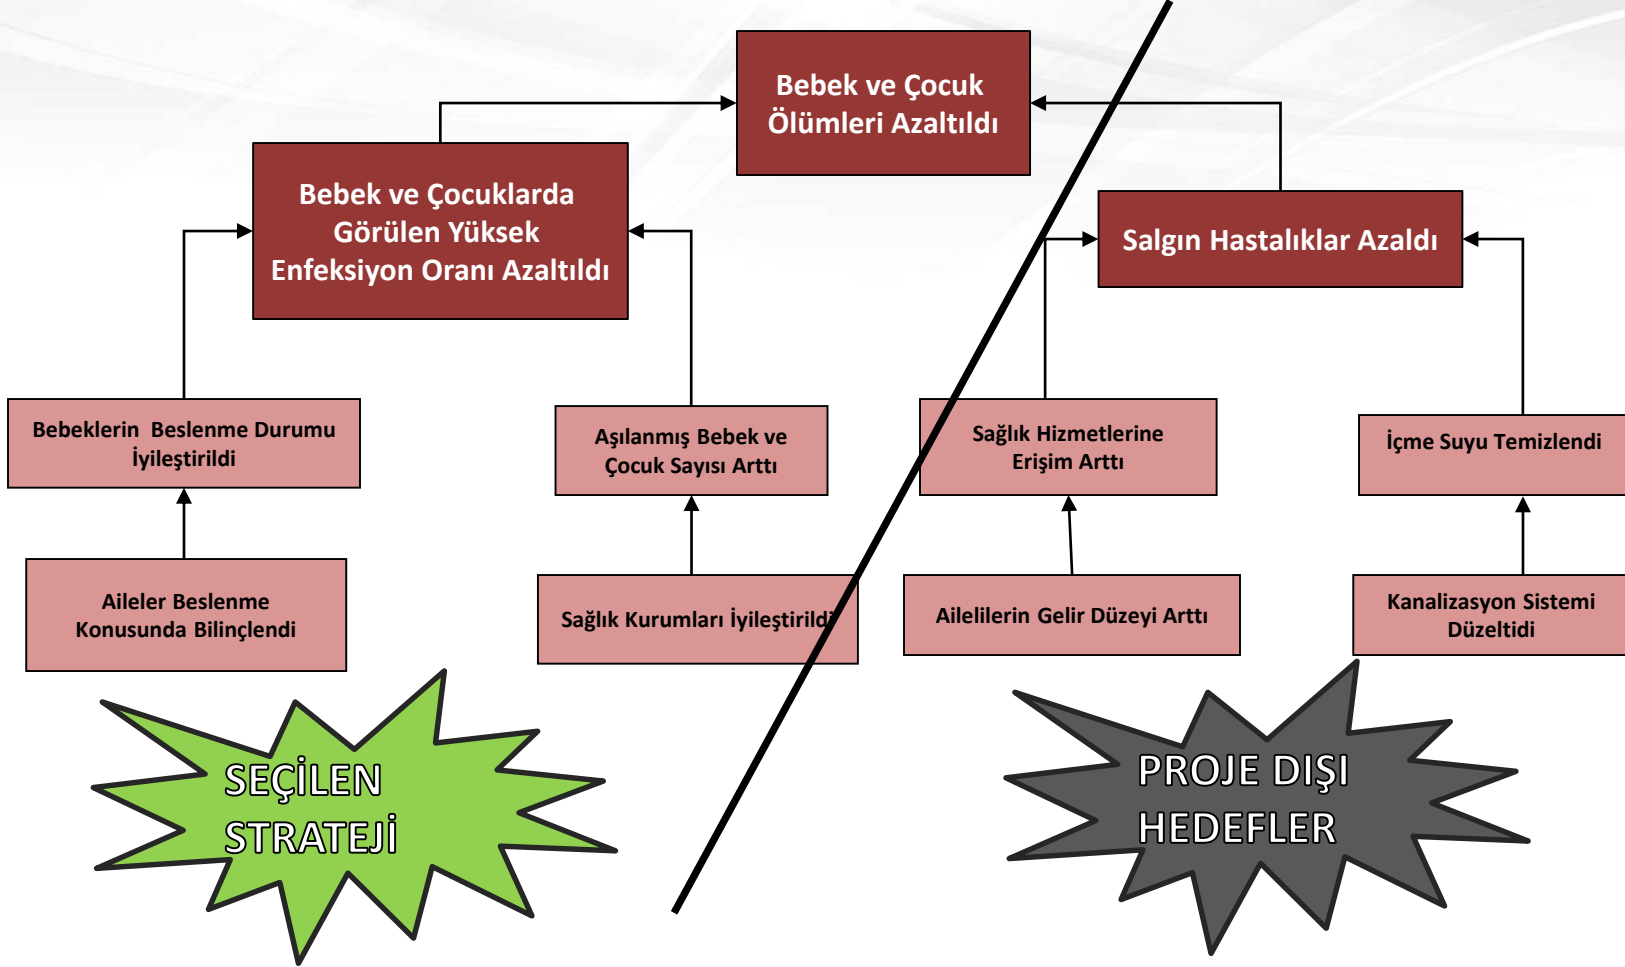 Bebek ve Çocuk
Ölümleri Azaltıldı
Bebek ve Çocuklarda
Görülen Yüksek
Enfeksiyon Oranı Azaltıldı
Salgın Hastalıklar Azaldı
Bebeklerin  Beslenme Durumu
İyileştirildi
Aşılanmış Bebek ve
Çocuk Sayısı Arttı
Sağlık Hizmetlerine
Erişim Arttı
İçme Suyu Temizlendi
Aileler Beslenme
Konusunda Bilinçlendi
Sağlık Kurumları İyileştirildi
Ailelilerin Gelir Düzeyi Arttı
Kanalizasyon Sistemi
Düzeltidi
SEÇİLEN
STRATEJİ
PROJE DIŞI
HEDEFLER